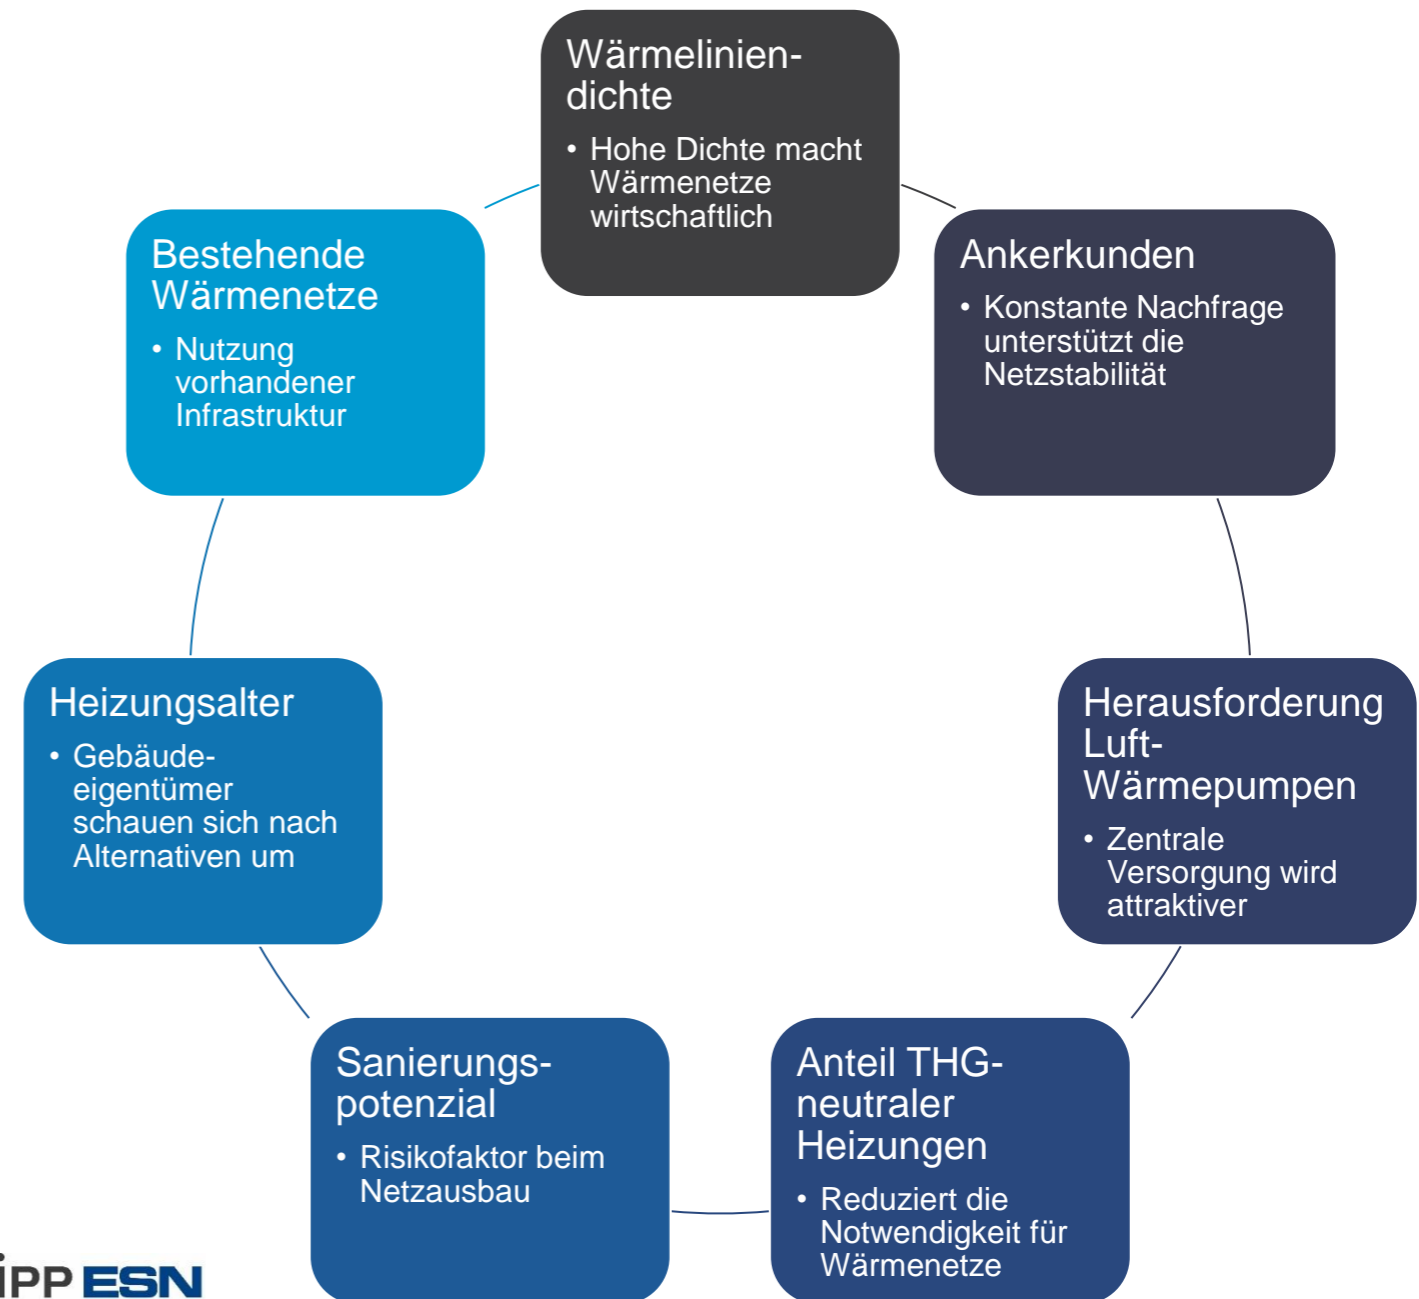 Wärmelinien-
dichte
• Hohe Dichte macht
Wärmenetze
wirtschaftlich
Ankerkunden
• Konstante Nachfrage
unterstützt die
Netzstabilität
Herausforderung
Luft-
Wärmepumpen
• Zentrale
Versorgung wird
attraktiver
Anteil THG-
neutraler
Heizungen
• Reduziert die
Notwendigkeit für
Wärmenetze
Sanierungs-
potenzial
• Risikofaktor beim
Netzausbau
Heizungsalter
• Gebäude-
eigentümer
schauen sich nach
Alternativen um
Bestehende
Wärmenetze
• Nutzung
vorhandener
Infrastruktur
iPP ESN